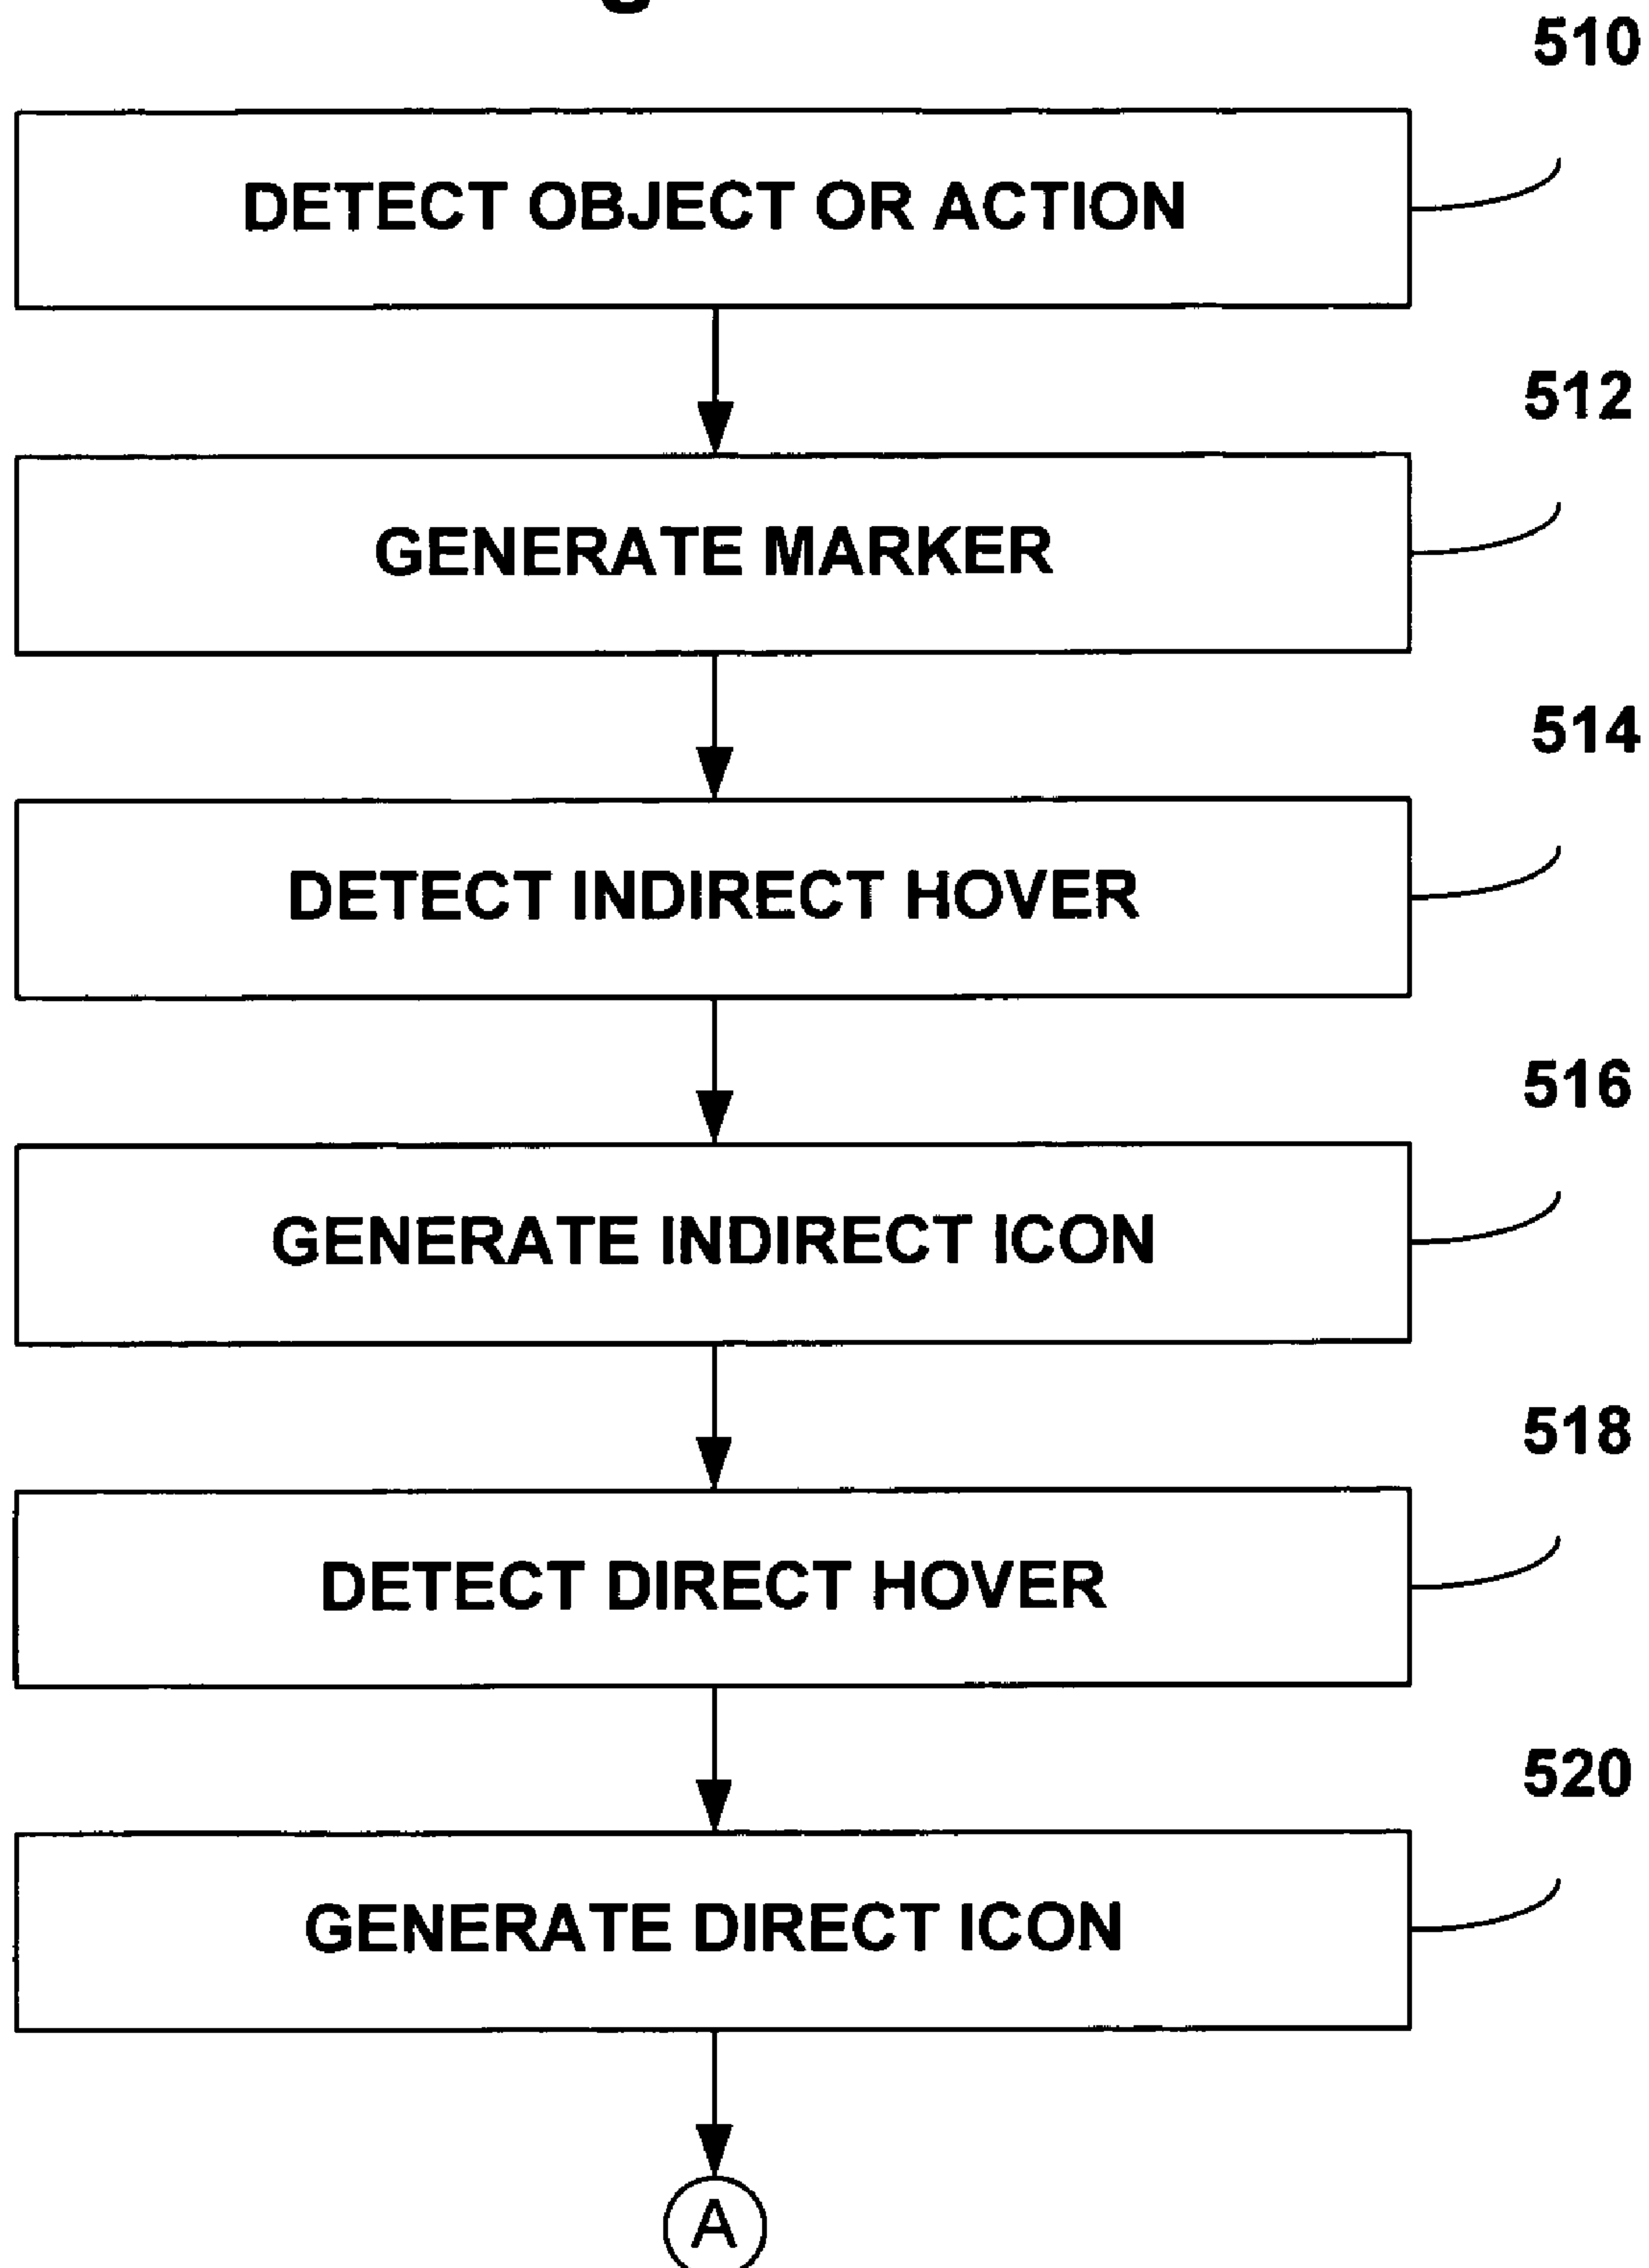 510
DETECT OBJECT OR ACTION
512
GENERATE MARKER
514
DETECT INDIRECT HOVER
516
GENERATE INDIRECT ICON
518
DETECT DIRECT HOVER
520
GENERATE DIRECT ICON
A